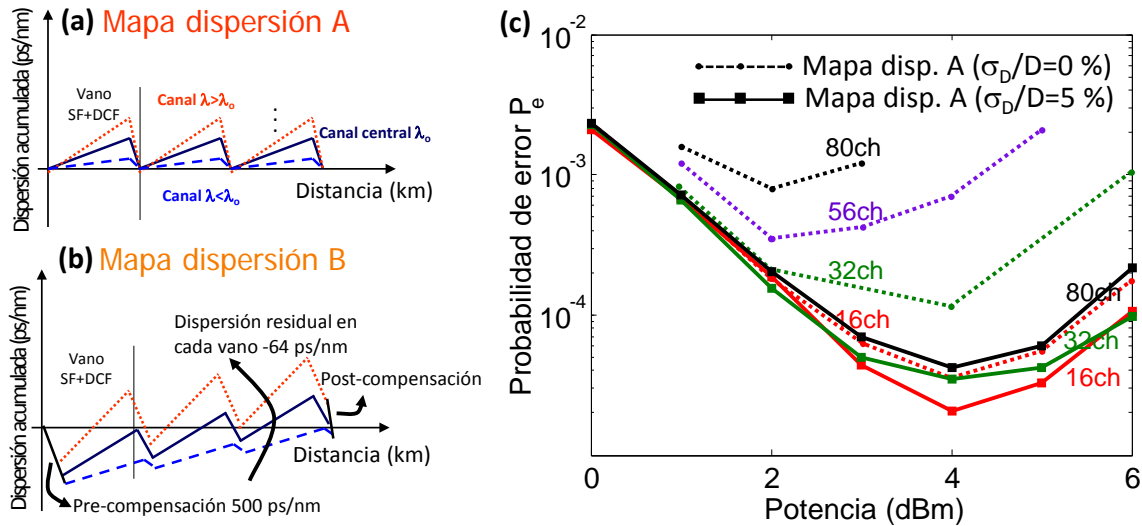 (a) Mapa dispersión A
Dispersión acumulada (ps/nm)
Vano
SF+DCF
Canal λ>λo
Canal central λo
Canal λ<λo
Distancia (km)
(b) Mapa dispersión B
Dispersión acumulada (ps/nm)
Vano
SF+DCF
Dispersión residual en
cada vano -64 ps/nm
Post-compensación
Distancia (km)
Pre-compensación 500 ps/nm
(c)
Probabilidad de error Pe
10-2
10-3
10-4
Mapa disp. A (σD/D=0 %)
Mapa disp. A (σD/D=5 %)
80ch
56ch
32ch
16ch
80ch
32ch
16ch
0
2
4
6
Potencia (dBm)